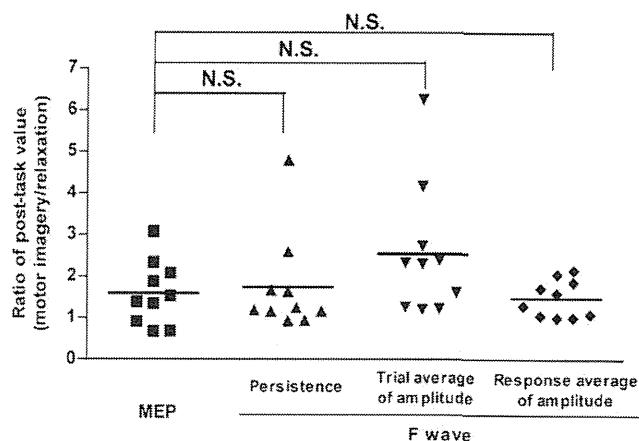 N.S.
N.S.
N.S.
Ratio of post-task value
(motor imagery/relaxation)
7
6
5
4
3
2
1
0
MEP
Persistence
Trial average
of amplitude
Response average
of amplitude
F wave